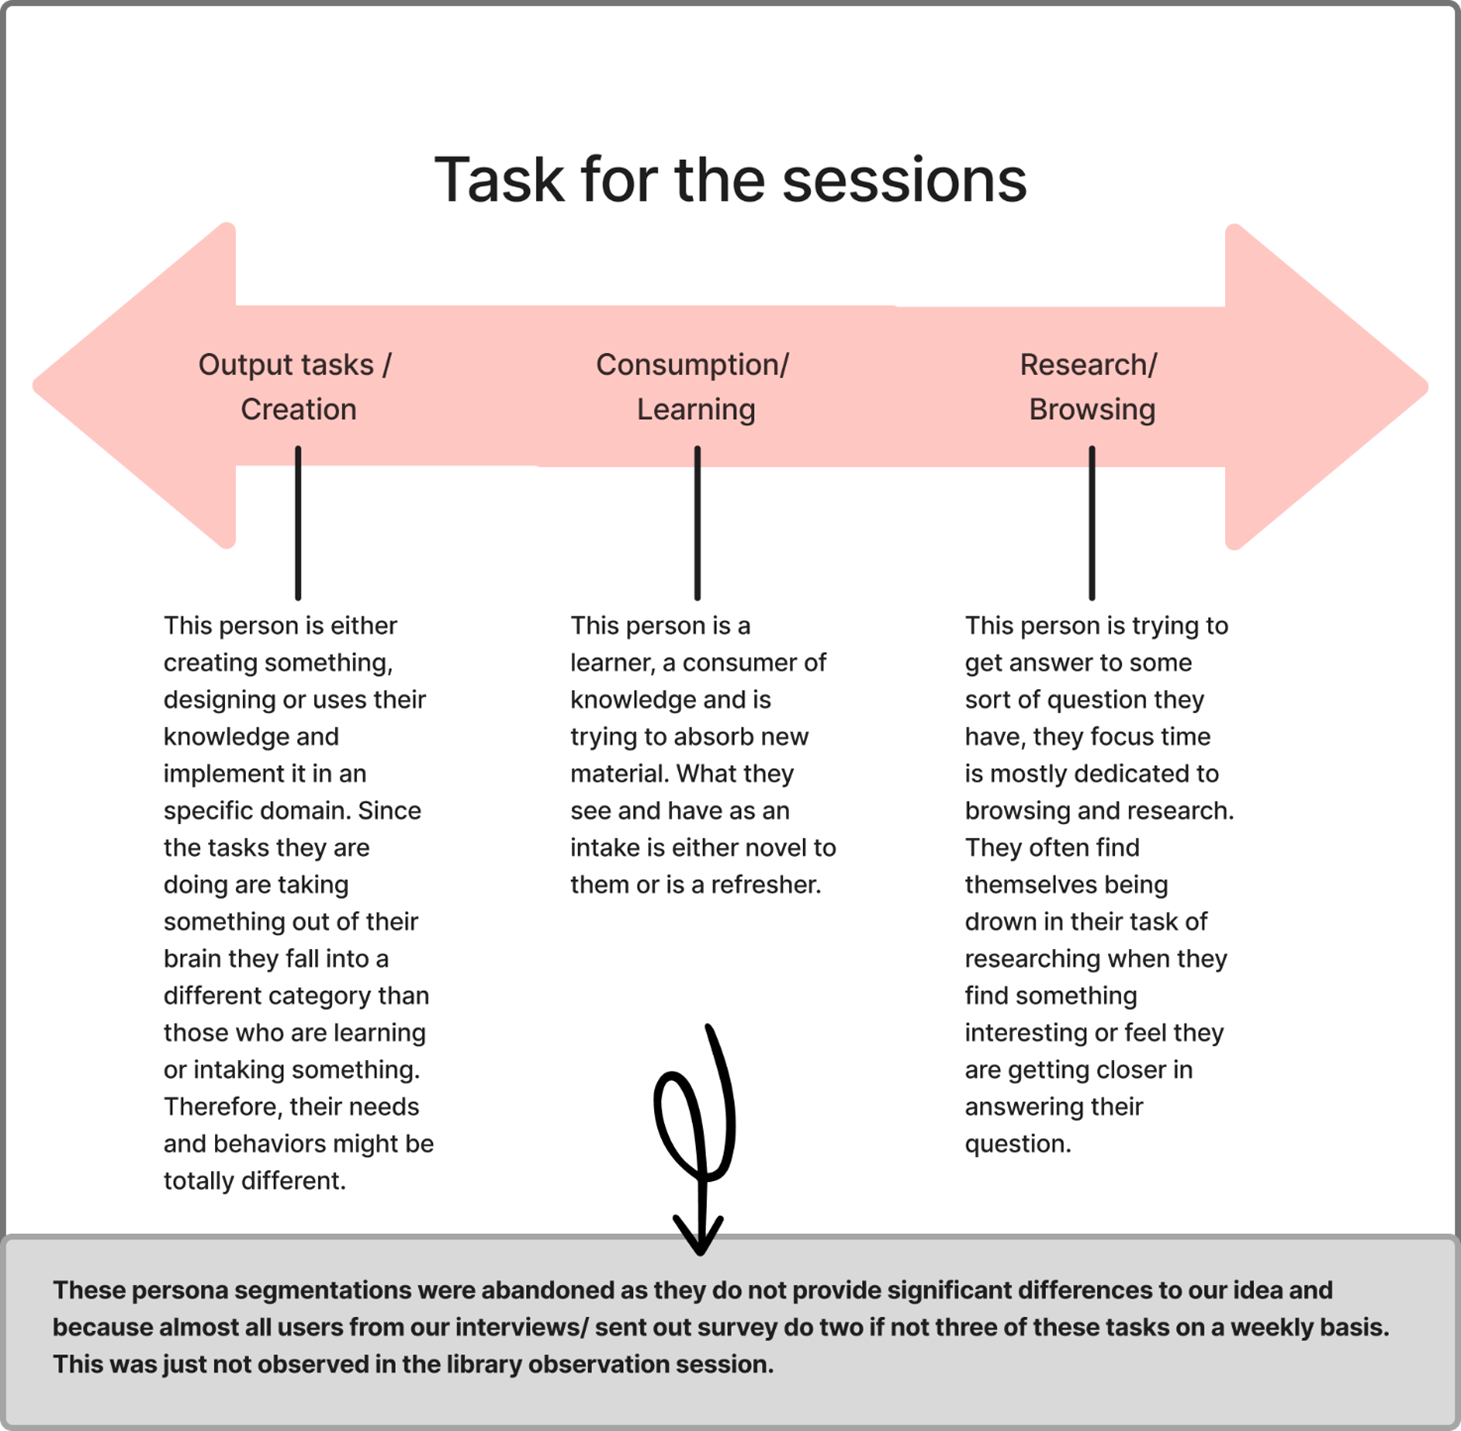 Task for the sessions
Output tasks /
Creation
Consumption/
Learning
Research/
Browsing
This person is either
creating something,
designing or uses their
knowledge and
implement it in an
specific domain. Since
the tasks they are
doing are taking
something out of their
brain they fall into a
different category than
those who are learning
or intaking something.
Therefore, their needs
and behaviors might be
totally different.
This person is a
learner, a consumer of
knowledge and is
trying to absorb new
material. What they
see and have as an
intake is either novel to
them or is a refresher.
This person is trying to
get answer to some
sort of question they
have, they focus time
is mostly dedicated to
browsing and research.
They often find
themselves being
drown in their task of
researching when they
find something
interesting or feel they
are getting closer in
answering their
question.
These persona segmentations were abandoned as they do not provide significant differences to our idea and
because almost all users from our interviews/ sent out survey do two if not three of these tasks on a weekly basis.
This was just not observed in the library observation session.